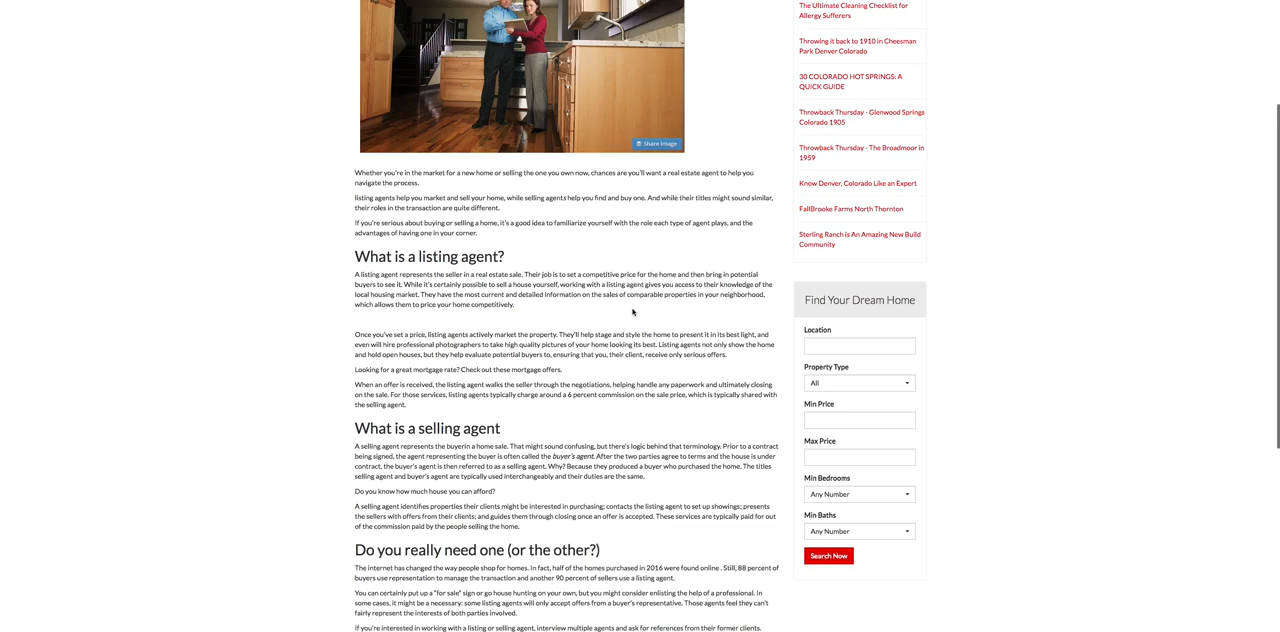 Share Image
Whether you're in the market for a new home or selling the one you own now, chances are you'll want a real estate agent to help you
navigate the process.
listing agents help you market and sell your home, while selling agents help you find and buy one. And while their titles might sound similar,
their roles in the transaction are quite different.
If you're serious about buying or selling a home, it's a good idea to familiarize yourself with the role each type of agent plays, and the
advantages of having one in your corner.
What is a listing agent?
A listing agent represents the seller in a real estate sale. Their job is to set a competitive price for the home and then bring in potential
buyers to see it. While it's certainly possible to sell a house yourself, working with a listing agent gives you access to their knowledge of the
local housing market. They have the most current and detailed information on the sales of comparable properties in your neighborhood,
which allows them to price your home competitively.
Once you've set a price, listing agents actively market the property. They'll help stage and style the home to present it in its best light, and
even will hire professional photographers to take high quality pictures of your home looking its best. Listing agents not only show the home
and hold open houses, but they help evaluate potential buyers to, ensuring that you, their client, receive only serious offers.
Looking for a great mortgage rate? Check out these mortgage offers.
When an offer is received, the listing agent walks the seller through the negotiations, helping handle any paperwork and ultimately closing
on the sale. For those services, listing agents typically charge around a 6 percent commission on the sale price, which is typically shared with
the selling agent.
What is a selling agent
A selling agent represents the buyerin a home sale. That might sound confusing, but there's logic behind that terminology. Prior to a contract
being signed, the agent representing the buyer is often called the buyer's agent. After the two parties agree to terms and the house is under
contract, the buyer's agent is then referred to as a selling agent. Why? Because they produced a buyer who purchased the home. The titles
selling agent and buyer's agent are typically used interchangeably and their duties are the same.
Do you know how much house you can afford?
A selling agent identifies properties their clients might be interested in purchasing; contacts the listing agent to set up showings; presents
the sellers with offers from their clients; and guides them through closing once an offer is accepted. These services are typically paid for out
of the commission paid by the people selling the home.
Do you really need one (or the other?)
The internet has changed the way people shop for homes. In fact, half of the homes purchased in 2016 were found online . Still, 88 percent of
buyers use representation to manage the transaction and another 90 percent of sellers use a listing agent.
You can certainly put up a "for sale" sign or go house hunting on your own, but you might consider enlisting the help of a professional. In
some cases, it might be a necessary: some listing agents will only accept offers from a buyer's representative. Those agents feel they can't
fairly represent the interests of both parties involved.
If you're interested in working with a listing or selling agent, interview multiple agents and ask for references from their former clients.
The Ultimate Cleaning Checklist for
Allergy Sufferers
Throwing it back to 1910 in Cheesman
Park Denver Colorado
30 COLORADO HOT SPRINGS: A
QUICK GUIDE
Throwback Thursday - Glenwood Springs
Colorado 1905
Throwback Thursday - The Broadmoor in
1959
Know Denver, Colorado Like an Expert
FallBrooke Farms North Thornton
Sterling Ranch is An Amazing New Build
Community
Find Your Dream Home
Location
Property Type
All
Min Price
Max Price
Min Bedrooms
Any Number
Min Baths
Any Number
Search Now